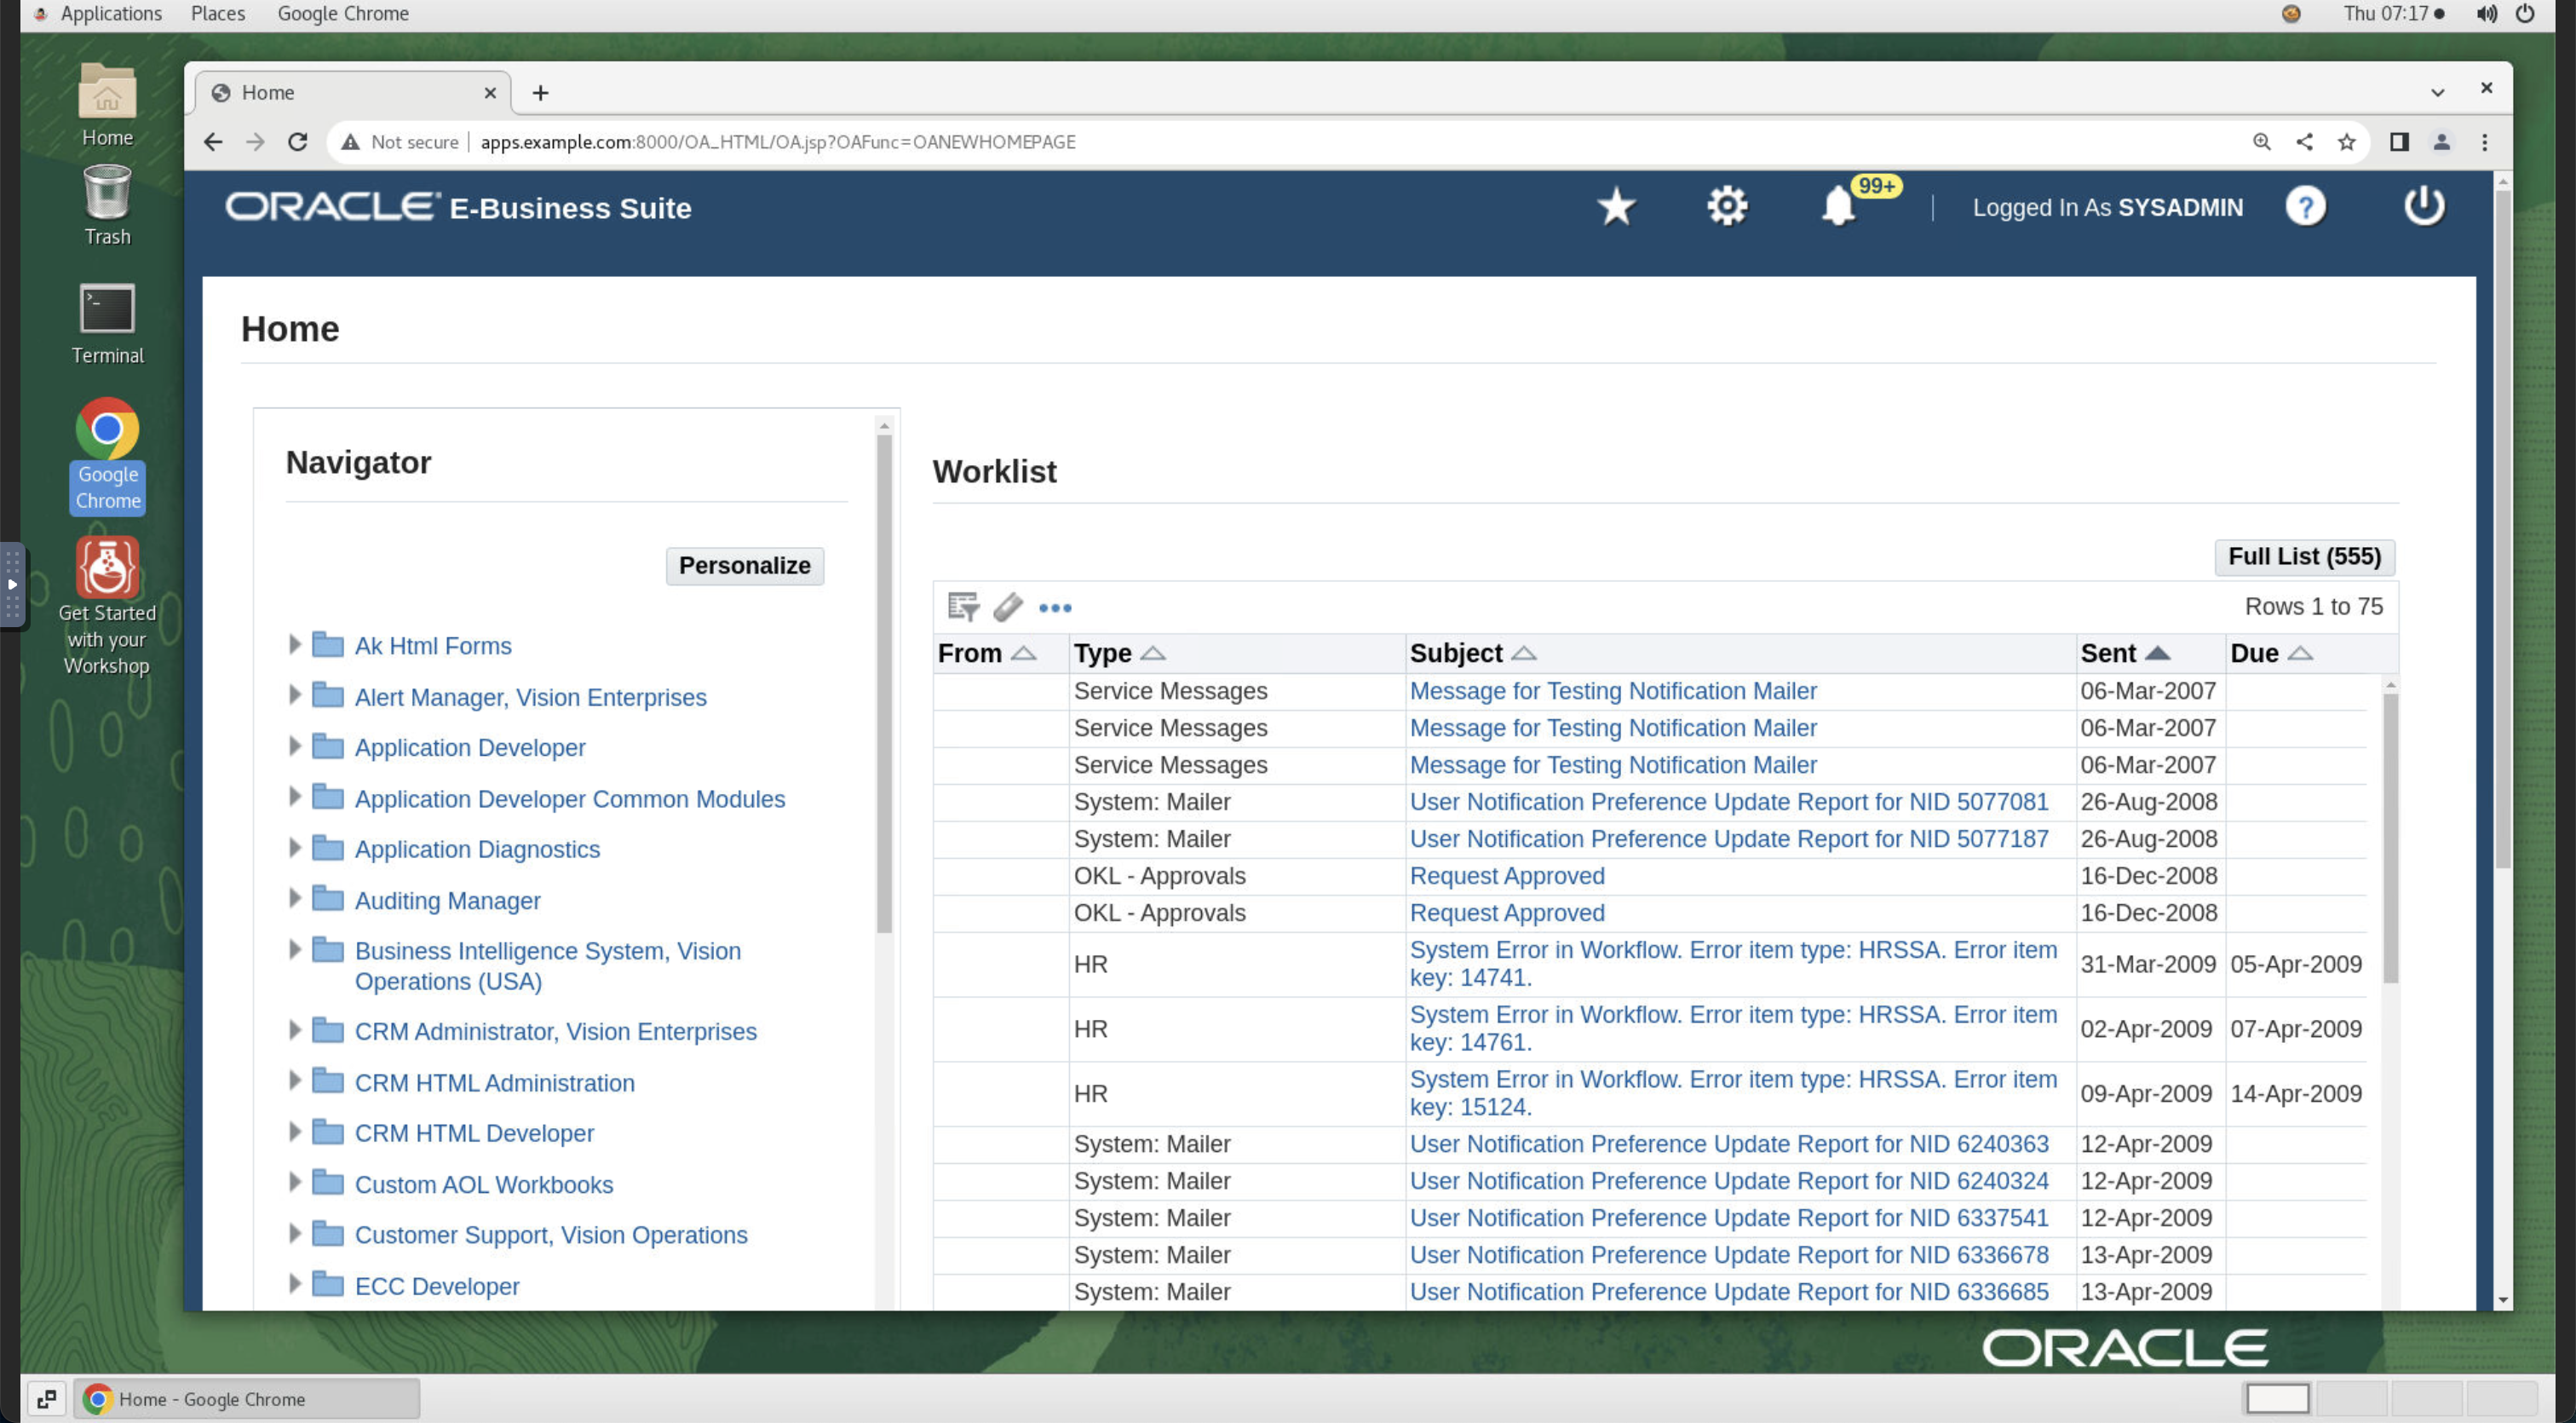 Applications Places Google Chrome Thu 07:17
Home
Trash
Terminal
Google
Chrome
Get Started
with your
Workshop
Home
Not secure apps.example.com:8000/OA_HTML/OA.jsp?OAFunc=OANEWHOMEPAGE
ORACLE E-Business Suite 99+ Logged In As SYSADMIN ?
Home
Navigator
Personalize
Ak Html Forms
Alert Manager, Vision Enterprises
Application Developer
Application Developer Common Modules
Application Diagnostics
Auditing Manager
Business Intelligence System, Vision
Operations (USA)
CRM Administrator, Vision Enterprises
CRM HTML Administration
CRM HTML Developer
Custom AOL Workbooks
Customer Support, Vision Operations
ECC Developer
Worklist
Full List (555)
Rows 1 to 75
From Type Subject Sent Due
Service Messages Message for Testing Notification Mailer 06-Mar-2007
Service Messages Message for Testing Notification Mailer 06-Mar-2007
Service Messages Message for Testing Notification Mailer 06-Mar-2007
System: Mailer User Notification Preference Update Report for NID 5077081 26-Aug-2008
System: Mailer User Notification Preference Update Report for NID 5077187 26-Aug-2008
OKL - Approvals Request Approved 16-Dec-2008
OKL - Approvals Request Approved 16-Dec-2008
HR System Error in Workflow. Error item type: HRSSA. Error item
key: 14741. 31-Mar-2009 05-Apr-2009
HR System Error in Workflow. Error item type: HRSSA. Error item
key: 14761. 02-Apr-2009 07-Apr-2009
HR System Error in Workflow. Error item type: HRSSA. Error item
key: 15124. 09-Apr-2009 14-Apr-2009
System: Mailer User Notification Preference Update Report for NID 6240363 12-Apr-2009
System: Mailer User Notification Preference Update Report for NID 6240324 12-Apr-2009
System: Mailer User Notification Preference Update Report for NID 6337541 12-Apr-2009
System: Mailer User Notification Preference Update Report for NID 6336678 13-Apr-2009
System: Mailer User Notification Preference Update Report for NID 6336685 13-Apr-2009
ORACLE
Home - Google Chrome